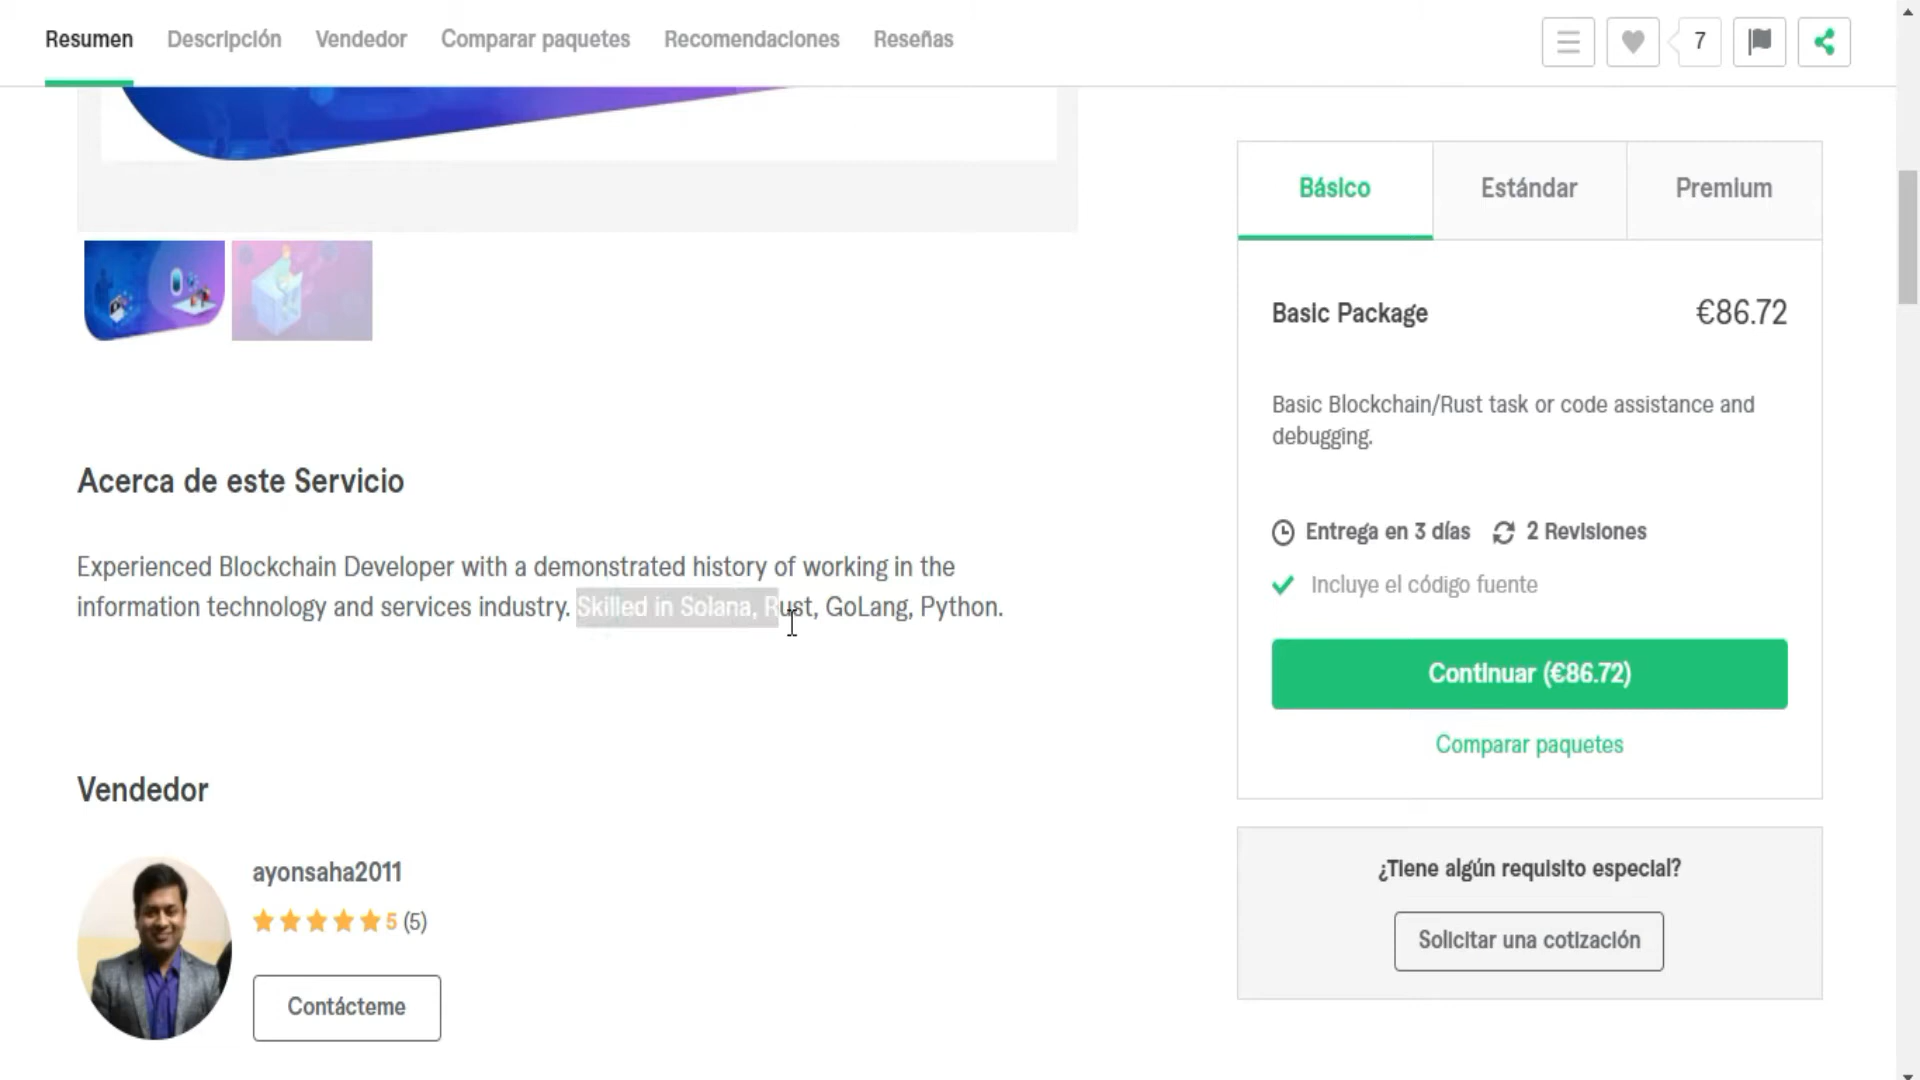 Resumen Descripción Vendedor Comparar paquetes Recomendaciones Reseñas 7
Básico Estándar Premium
Basic Package €86.72
Basic Blockchain/Rust task or code assistance and
debugging.
Entrega en 3 días 2 Revisiones
Incluye el código fuente
Continuar (€86.72)
Comparar paquetes
¿Tiene algún requisito especial?
Solicitar una cotización
Acerca de este Servicio
Experienced Blockchain Developer with a demonstrated history of working in the
information technology and services industry. Skilled in Solana, Rust, GoLang, Python.
Vendedor
ayonsaha2011
5 (5)
Contácteme